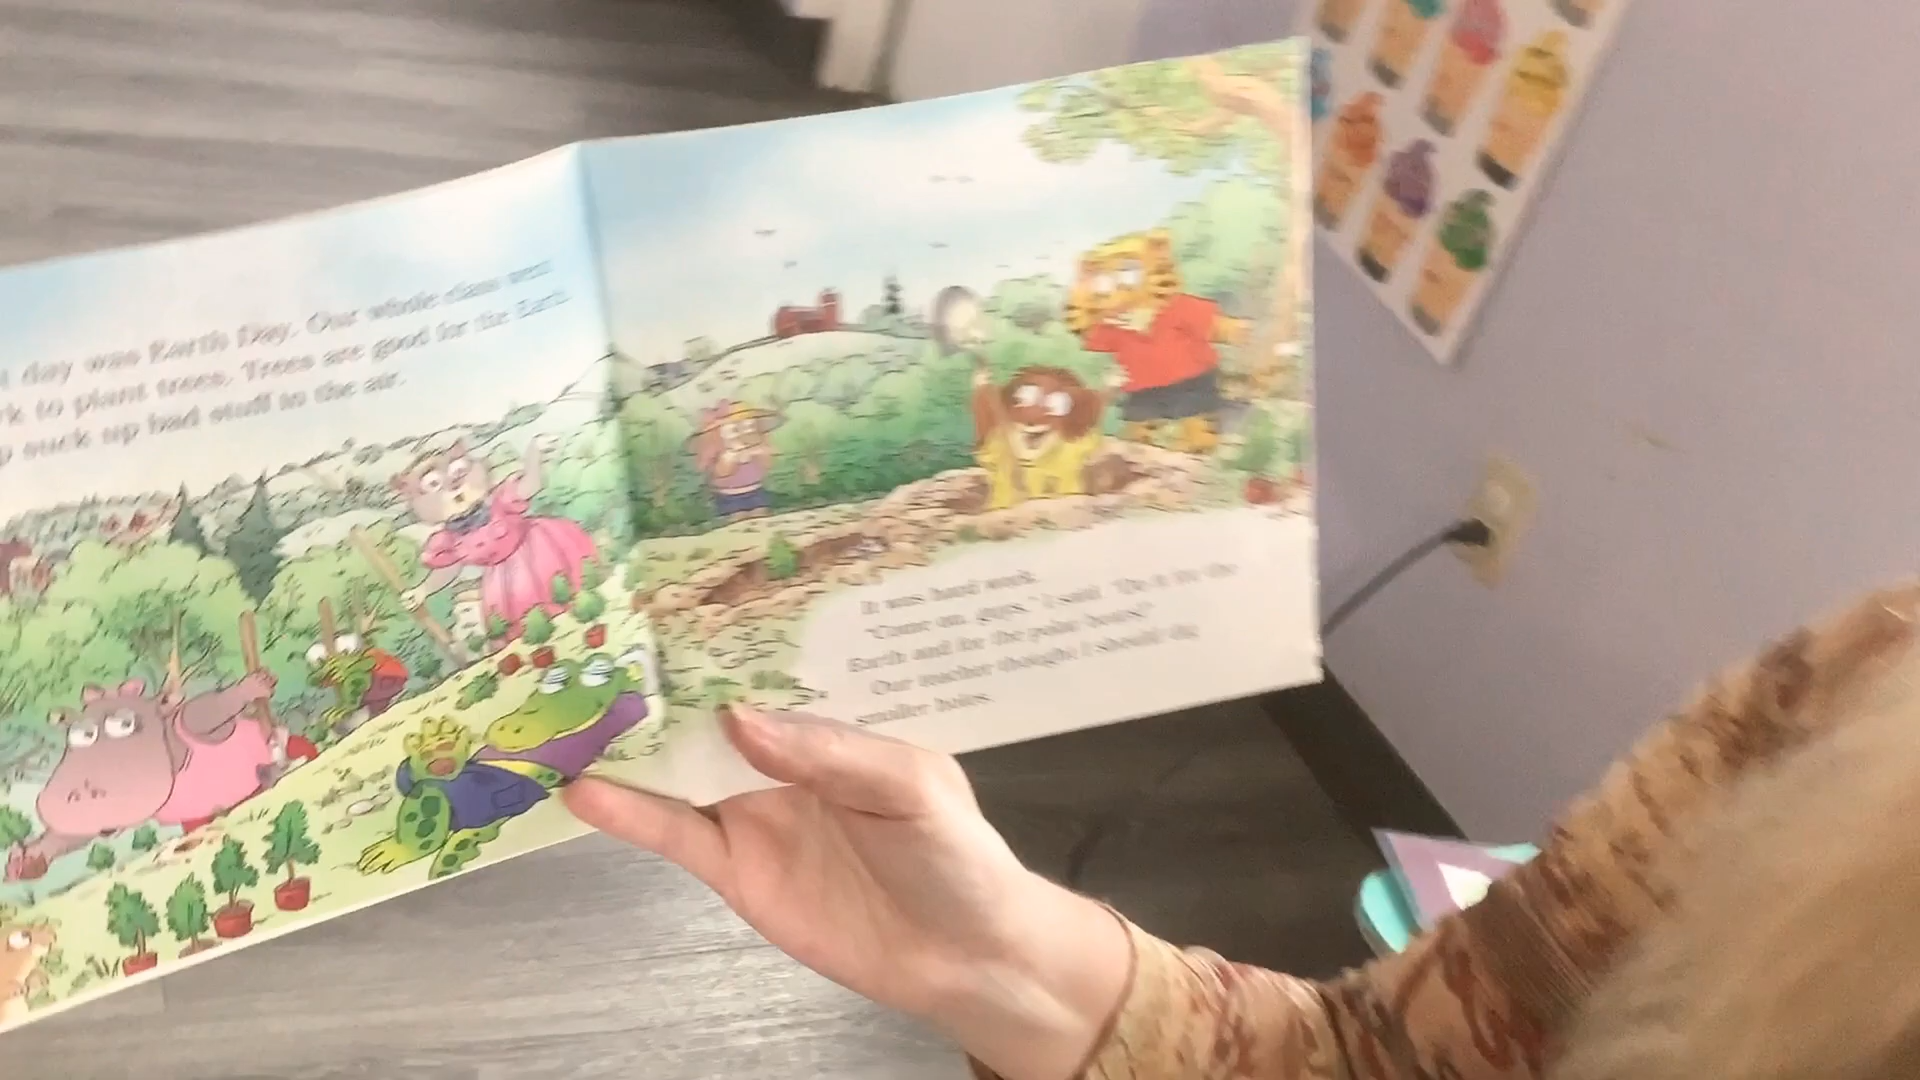 day was Earth Day. Our whole class went
to plant trees. Trees are good for the Earth
suck up bad stuff in the air.
It was hard work.
"Come on, guys," I said. "Do it for the
Earth and for the polar bears!"
Our teacher thought I should dig
smaller holes.